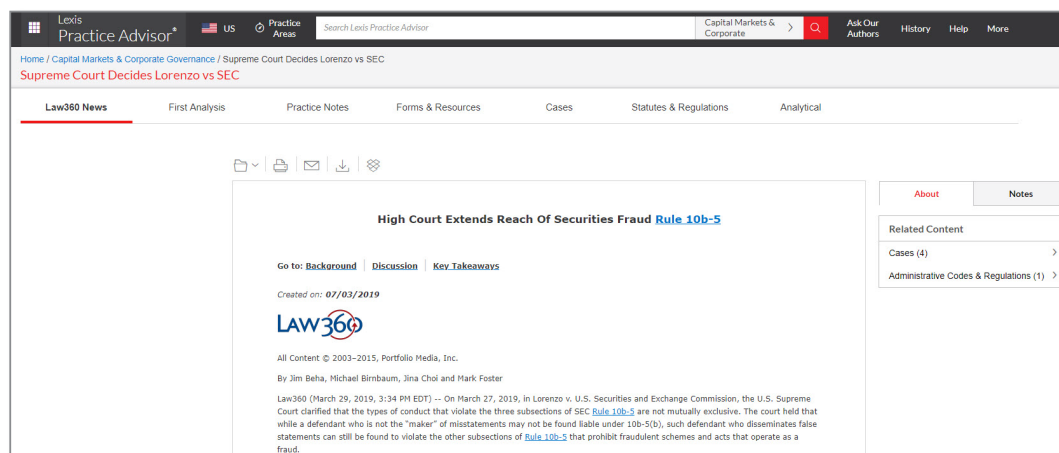 Lexis
Practice Advisor®
US
Practice
Areas
Search Lexis Practice Advisor
Capital Markets &
Corporate
Ask Our
Authors
History
Help
More
Home / Capital Markets & Corporate Governance / Supreme Court Decides Lorenzo vs SEC
Supreme Court Decides Lorenzo vs SEC
Law360 News
First Analysis
Practice Notes
Forms & Resources
Cases
Statutes & Regulations
Analytical
High Court Extends Reach Of Securities Fraud Rule 10b-5
Go to: Background | Discussion | Key Takeaways
Created on: 07/03/2019
LAW360
All Content © 2003–2015, Portfolio Media, Inc.
By Jim Beha, Michael Birnbaum, Jina Choi and Mark Foster
Law360 (March 29, 2019, 3:34 PM EDT) -- On March 27, 2019, in Lorenzo v. U.S. Securities and Exchange Commission, the U.S. Supreme
Court clarified that the types of conduct that violate the three subsections of SEC Rule 10b-5 are not mutually exclusive. The court held that
while a defendant who is not the "maker" of misstatements may not be found liable under 10b-5(b), such defendant who disseminates false
statements can still be found to violate the other subsections of Rule 10b-5 that prohibit fraudulent schemes and acts that operate as a
fraud.
About
Notes
Related Content
Cases (4)
Administrative Codes & Regulations (1)